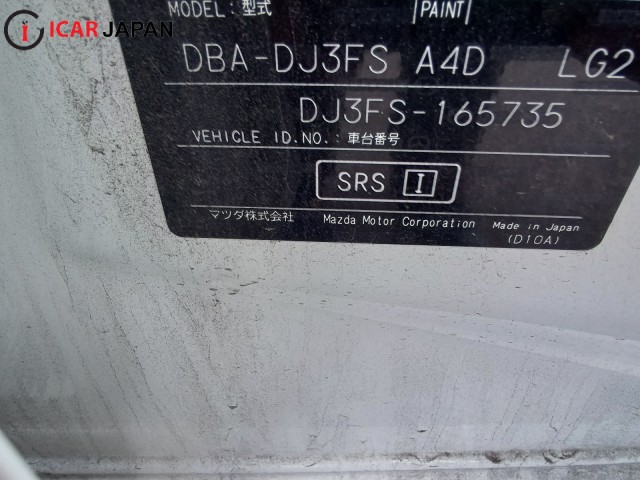 ICAR JAPAN
MODEL: 型式 PAINT
DBA-DJ3FS A4D LG2
DJ3FS-165735
VEHICLE ID.NO.: 車台番号
SRS I
マツダ株式会社 Mazda Motor Corporation Made in Japan
(D10A)